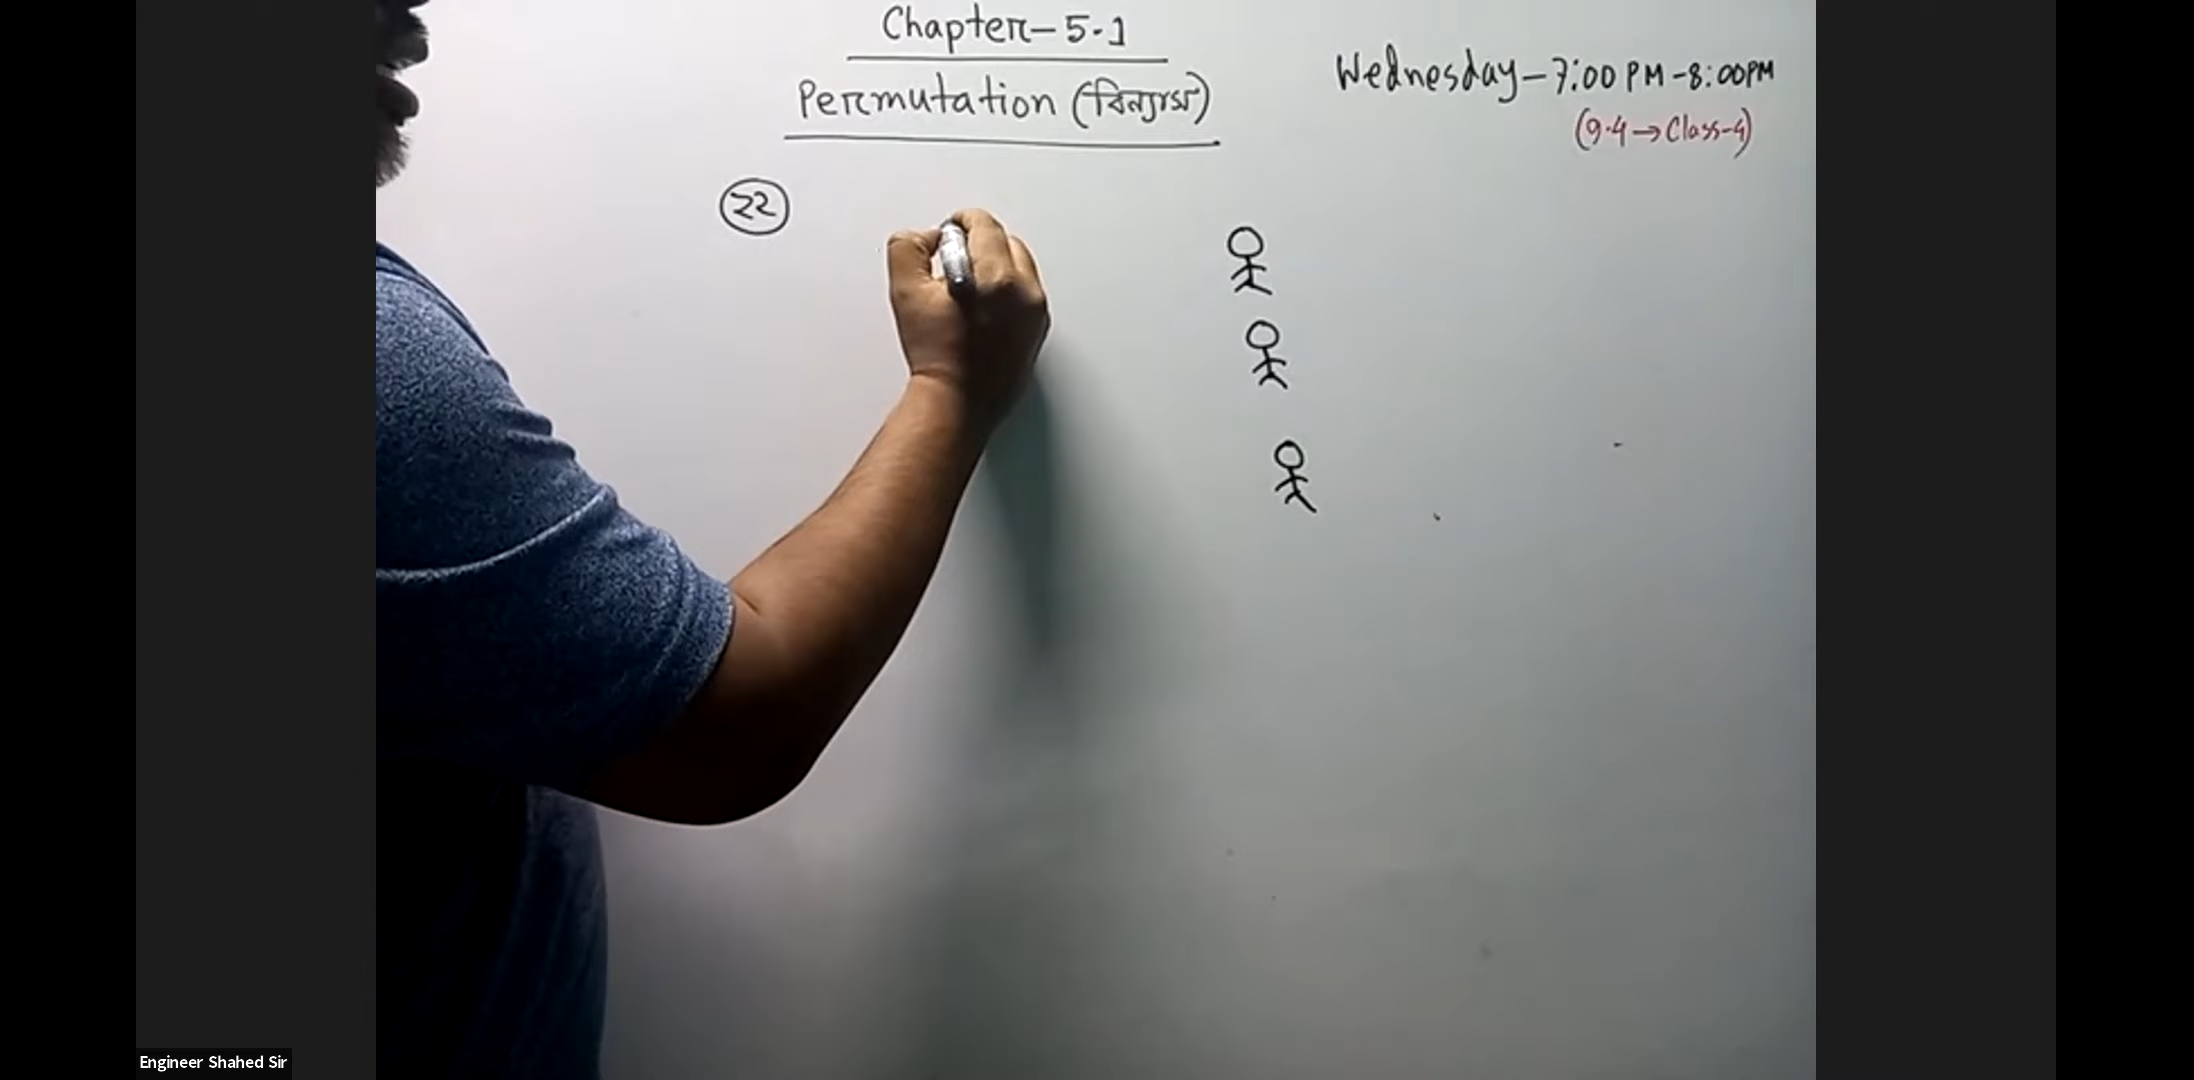 Chapter-5.1
Permutation (বিন্যাস)
Wednesday-7:00 PM-8:00PM
(9.4→Class-4)
২২
Engineer Shahed Sir